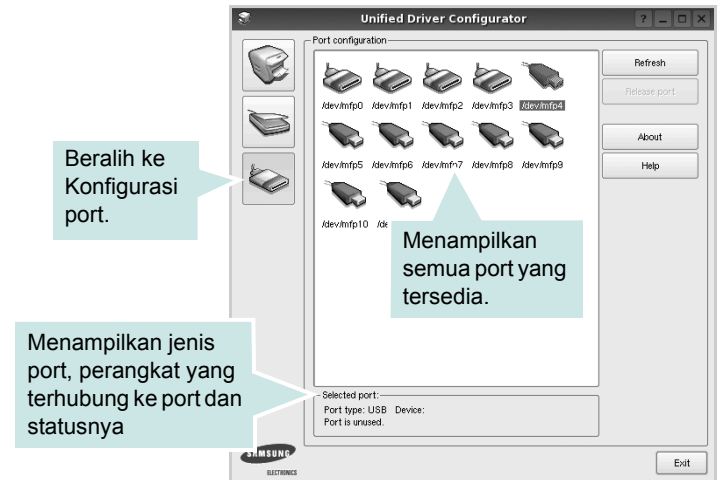 Unified Driver Configurator
Port configuration
/dev/mfp0 /dev/mfp1 /dev/mfp2 /dev/mfp3 /dev/mfp4
/dev/mfp5 /dev/mfp6 /dev/mfp7 /dev/mfp8 /dev/mfp9
/dev/mfp10
Refresh
Release port
About
Help
Beralih ke
Konfigurasi
port.
Menampilkan
semua port yang
tersedia.
Menampilkan jenis
port, perangkat yang
terhubung ke port dan
statusnya
Selected port:
Port type: USB Device:
Port is unused.
SAMSUNG
ELECTRONICS
Exit